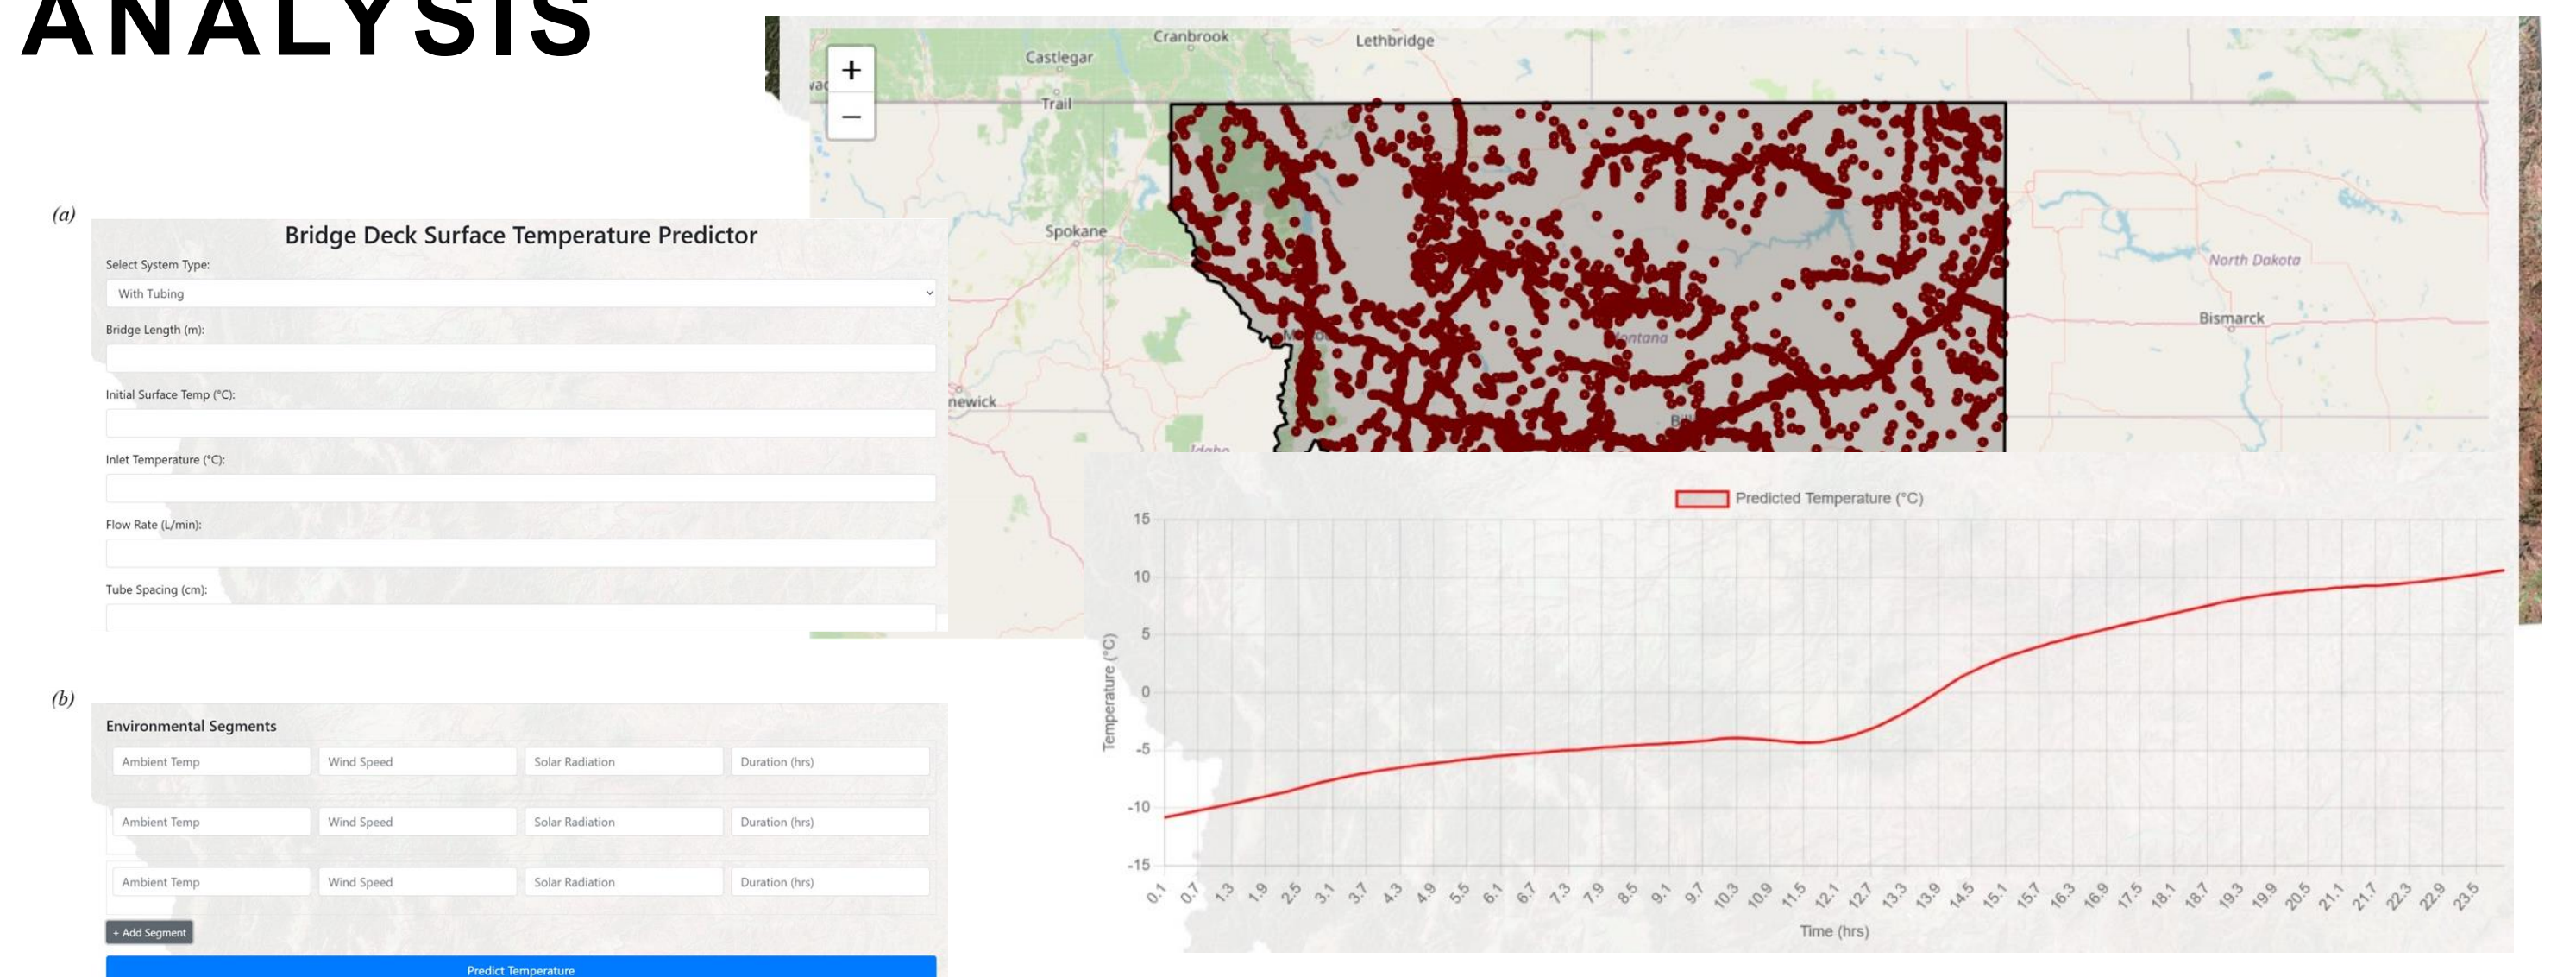 ANALYSIS
(a)
Bridge Deck Surface Temperature Predictor
Select System Type:
With Tubing
Bridge Length (m):
Initial Surface Temp (°C):
Inlet Temperature (°C):
Flow Rate (L/min):
Tube Spacing (cm):
(b)
Environmental Segments
Ambient Temp Wind Speed Solar Radiation Duration (hrs)
Ambient Temp Wind Speed Solar Radiation Duration (hrs)
Ambient Temp Wind Speed Solar Radiation Duration (hrs)
+ Add Segment
Predict Temperature
+
−
Cranbrook
Lethbridge
Castlegar
Trail
Spokane
North Dakota
Bismarck
ontana
newick
Idaho
Predicted Temperature (°C)
Temperature (°C)
15
10
5
0
-5
-10
-15
0.1 0.7 1.3 1.9 2.5 3.1 3.7 4.3 4.9 5.5 6.1 6.7 7.3 7.9 8.5 9.1 9.7 10.3 10.9 11.5 12.1 12.7 13.3 13.9 14.5 15.1 15.7 16.3 16.9 17.5 18.1 18.7 19.3 19.9 20.5 21.1 21.7 22.3 22.9 23.5
Time (hrs)